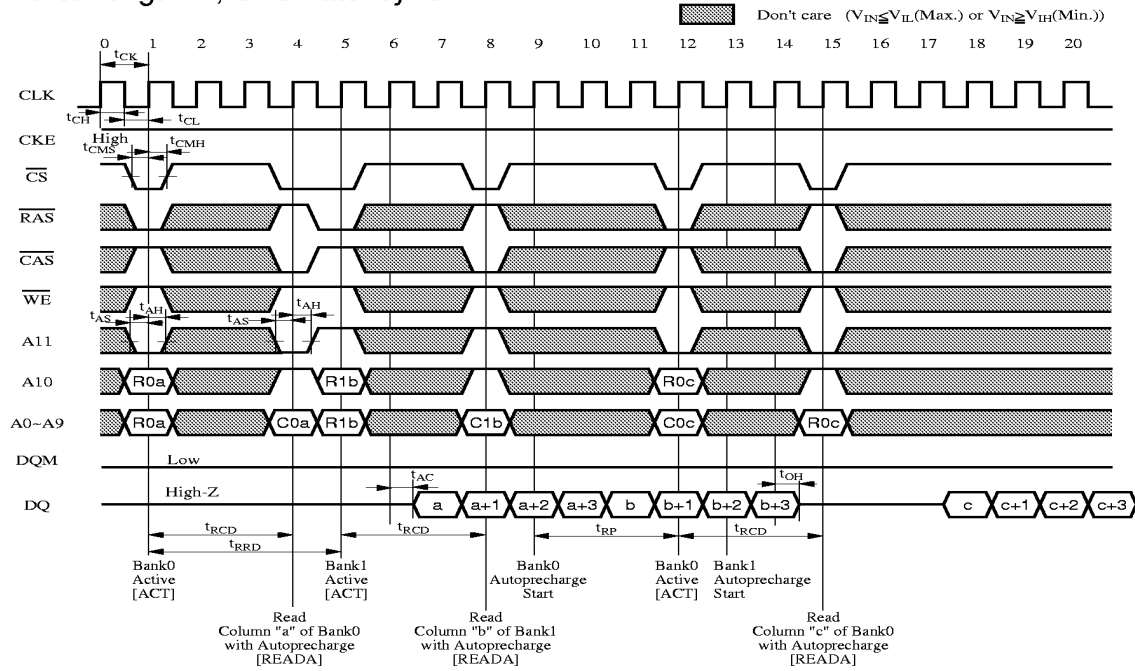 Don't care (VIN≦VIL(Max.) or VIN≧VIH(Min.))
0 1 2 3 4 5 6 7 8 9 10 11 12 13 14 15 16 17 18 19 20
tCK
CLK
tCH tCL
CKE High
tCMS tCMH
CS
RAS
CAS
WE
tAS tAH tAS tAH
A11
A10 R0a R1b R0c
A0~A9 R0a C0a R1b C1b C0c R0c
DQM Low
tAC tOH
DQ High-Z a a+1 a+2 a+3 b b+1 b+2 b+3 c c+1 c+2 c+3
tRCD tRCD tRP tRCD
tRRD
Bank0
Active
[ACT]
Bank1
Active
[ACT]
Bank0
Autoprecharge
Start
Bank0
Active
[ACT]
Bank1
Autoprecharge
Start
Read
Column "a" of Bank0
with Autoprecharge
[READA]
Read
Column "b" of Bank1
with Autoprecharge
[READA]
Read
Column "c" of Bank0
with Autoprecharge
[READA]